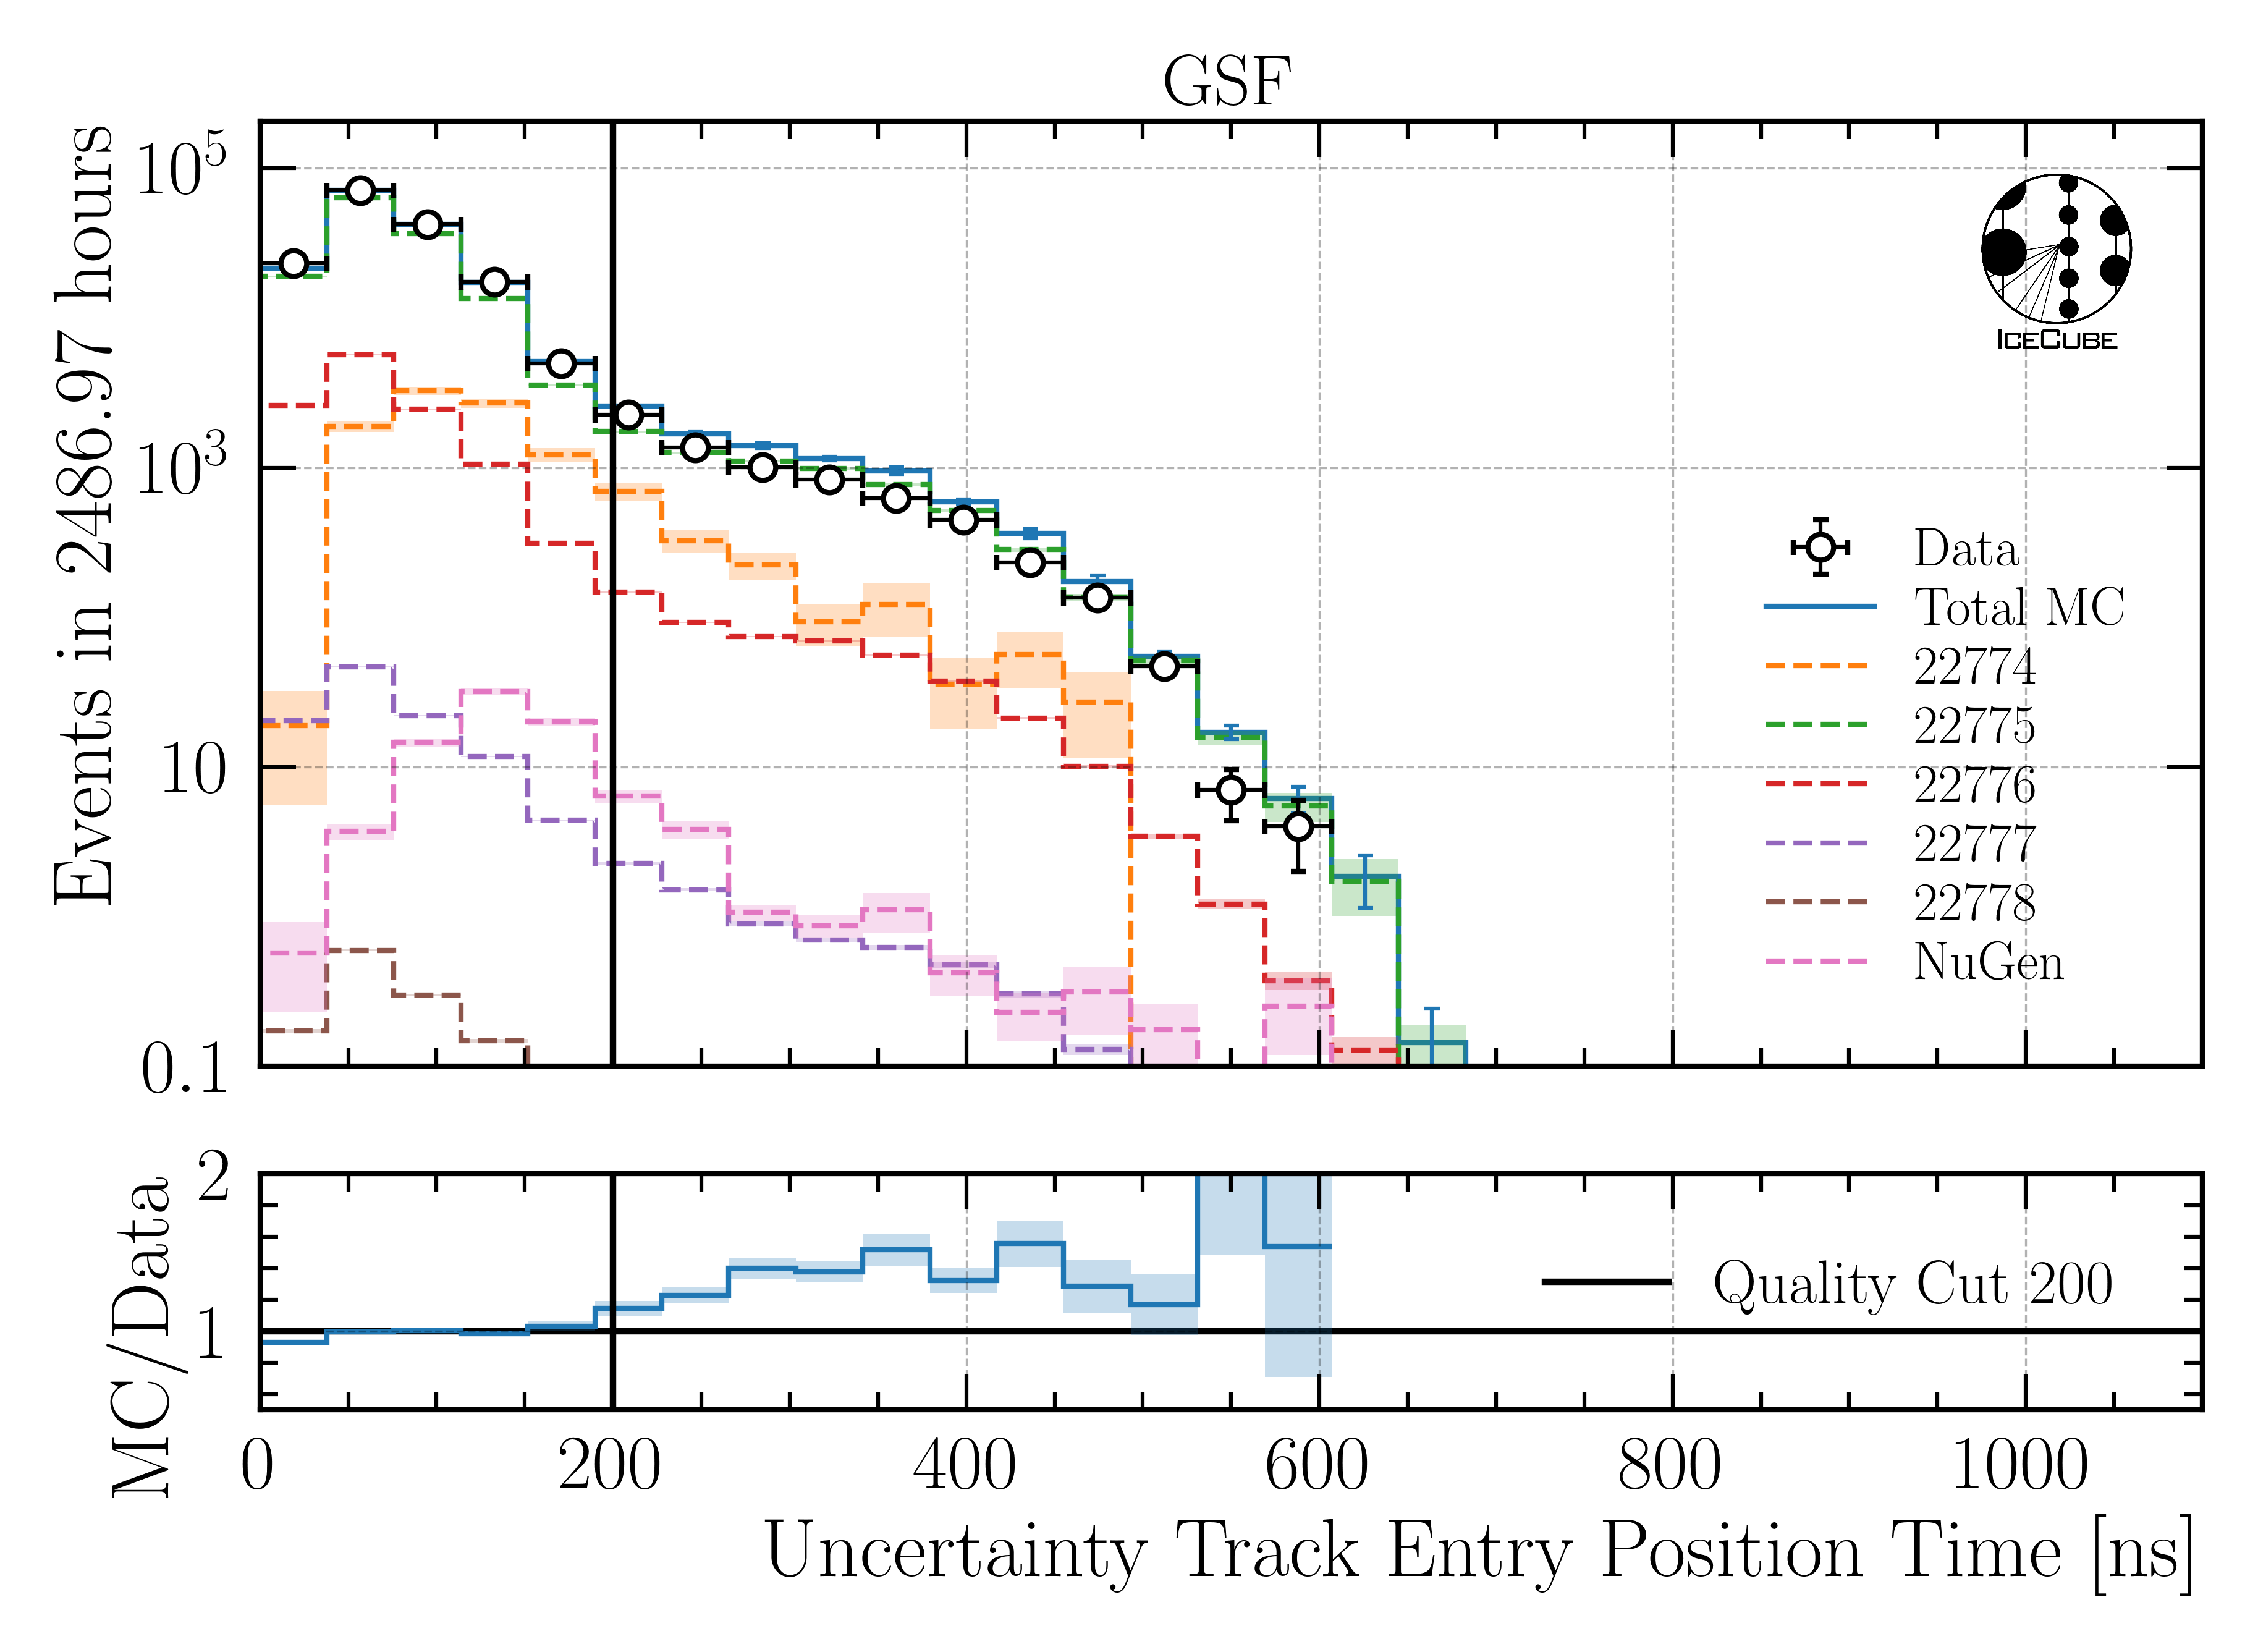 GSF
Events in 2486.97 hours
10^5
10^3
10
0.1
ICECUBE
Data
Total MC
22774
22775
22776
22777
22778
NuGen
MC/Data
2
1
Quality Cut 200
0 200 400 600 800 1000
Uncertainty Track Entry Position Time [ns]